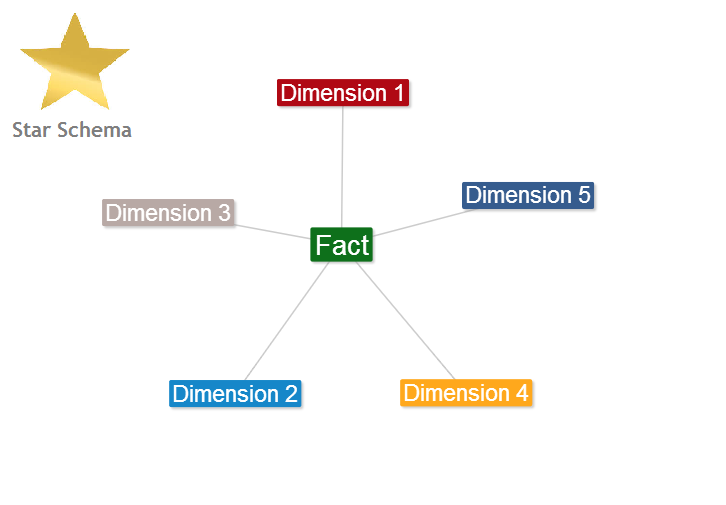 Star Schema
Dimension 1
Dimension 5
Dimension 3
Fact
Dimension 2
Dimension 4